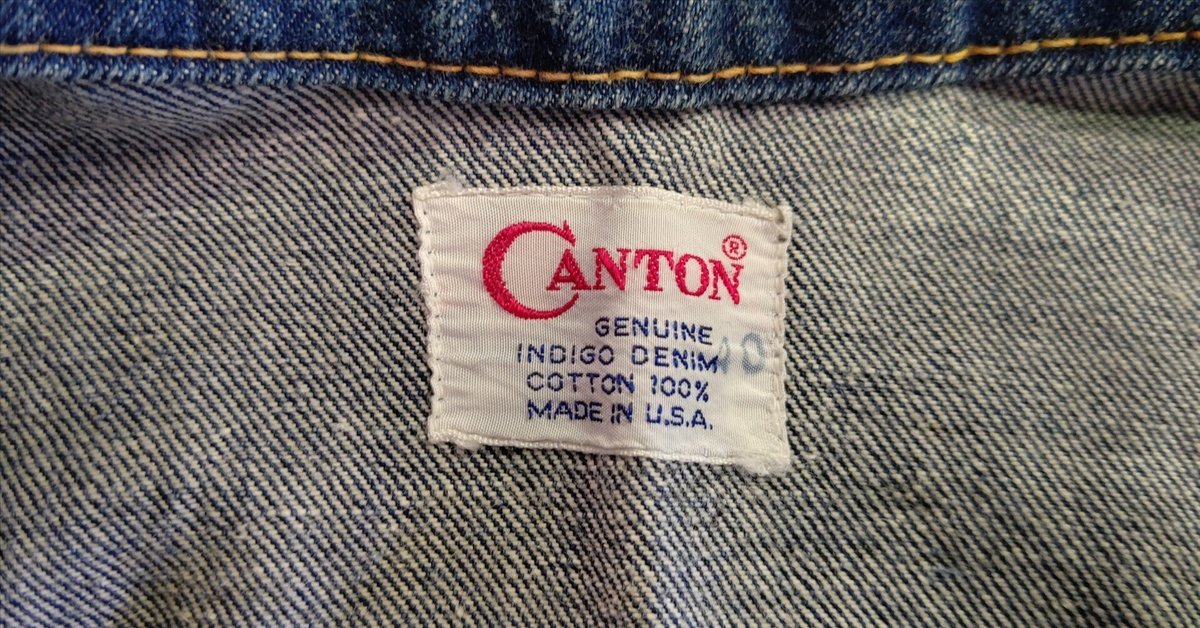 CANTON®
GENUINE
INDIGO DENIM
COTTON 100%
MADE IN U.S.A.